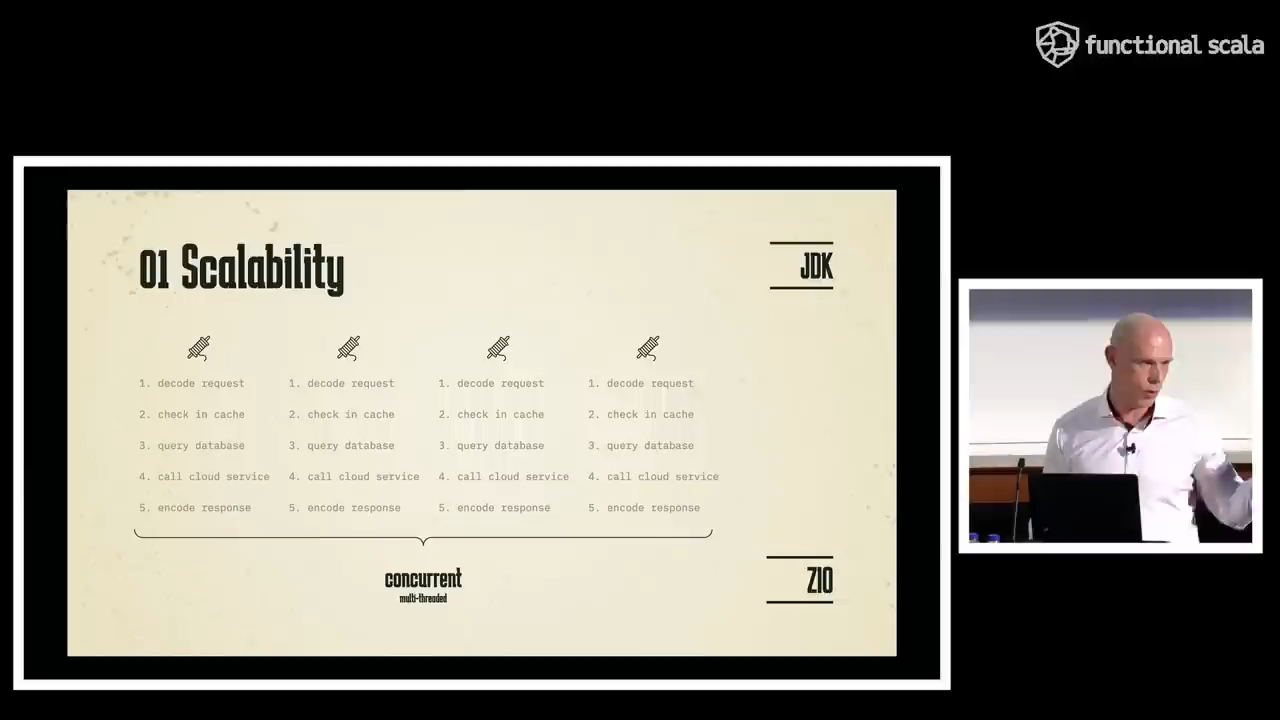 functional scala
01 Scalability
JDK
1. decode request
2. check in cache
3. query database
4. call cloud service
5. encode response
1. decode request
2. check in cache
3. query database
4. call cloud service
5. encode response
1. decode request
2. check in cache
3. query database
4. call cloud service
5. encode response
1. decode request
2. check in cache
3. query database
4. call cloud service
5. encode response
concurrent
multi-threaded
ZIO